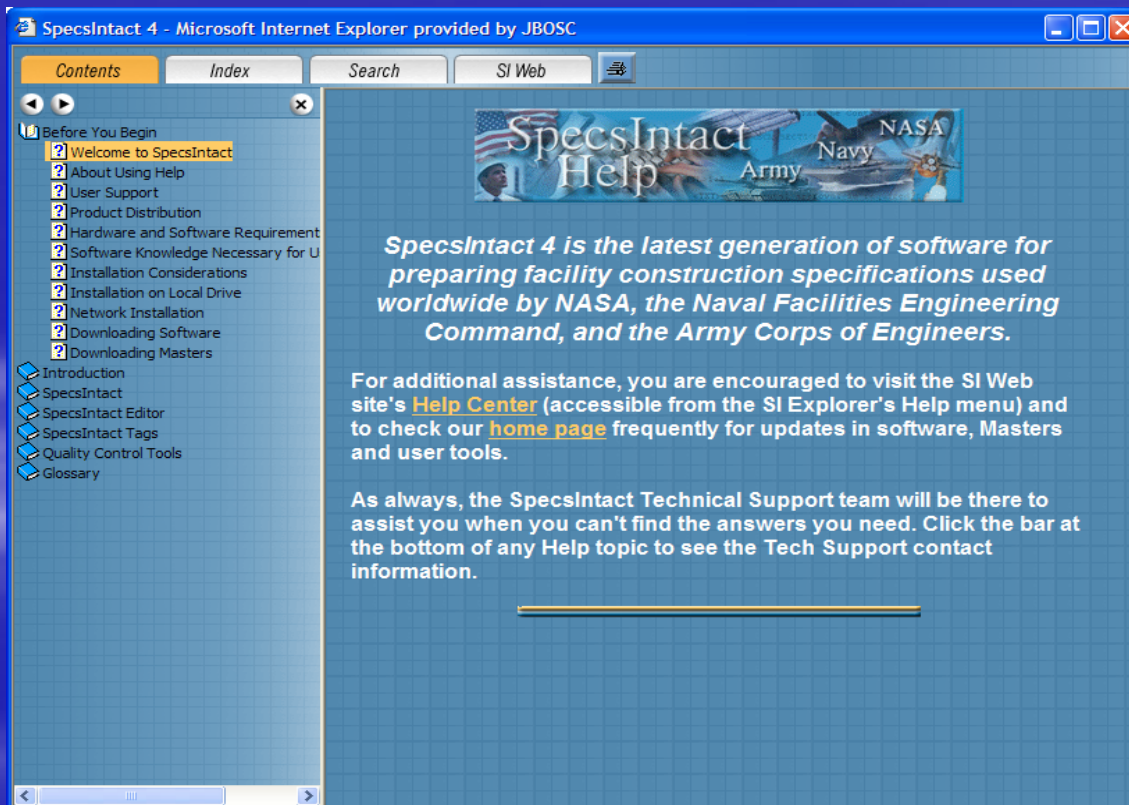 SpecsIntact 4 - Microsoft Internet Explorer provided by JBOSC
Contents
Index
Search
SI Web
Before You Begin
Welcome to SpecsIntact
About Using Help
User Support
Product Distribution
Hardware and Software Requirement
Software Knowledge Necessary for U
Installation Considerations
Installation on Local Drive
Network Installation
Downloading Software
Downloading Masters
Introduction
SpecsIntact
SpecsIntact Editor
SpecsIntact Tags
Quality Control Tools
Glossary
SpecsIntact
Help
Army
Navy
NASA
SpecsIntact 4 is the latest generation of software for
preparing facility construction specifications used
worldwide by NASA, the Naval Facilities Engineering
Command, and the Army Corps of Engineers.
For additional assistance, you are encouraged to visit the SI Web
site's Help Center (accessible from the SI Explorer's Help menu) and
to check our home page frequently for updates in software, Masters
and user tools.
As always, the SpecsIntact Technical Support team will be there to
assist you when you can't find the answers you need. Click the bar at
the bottom of any Help topic to see the Tech Support contact
information.